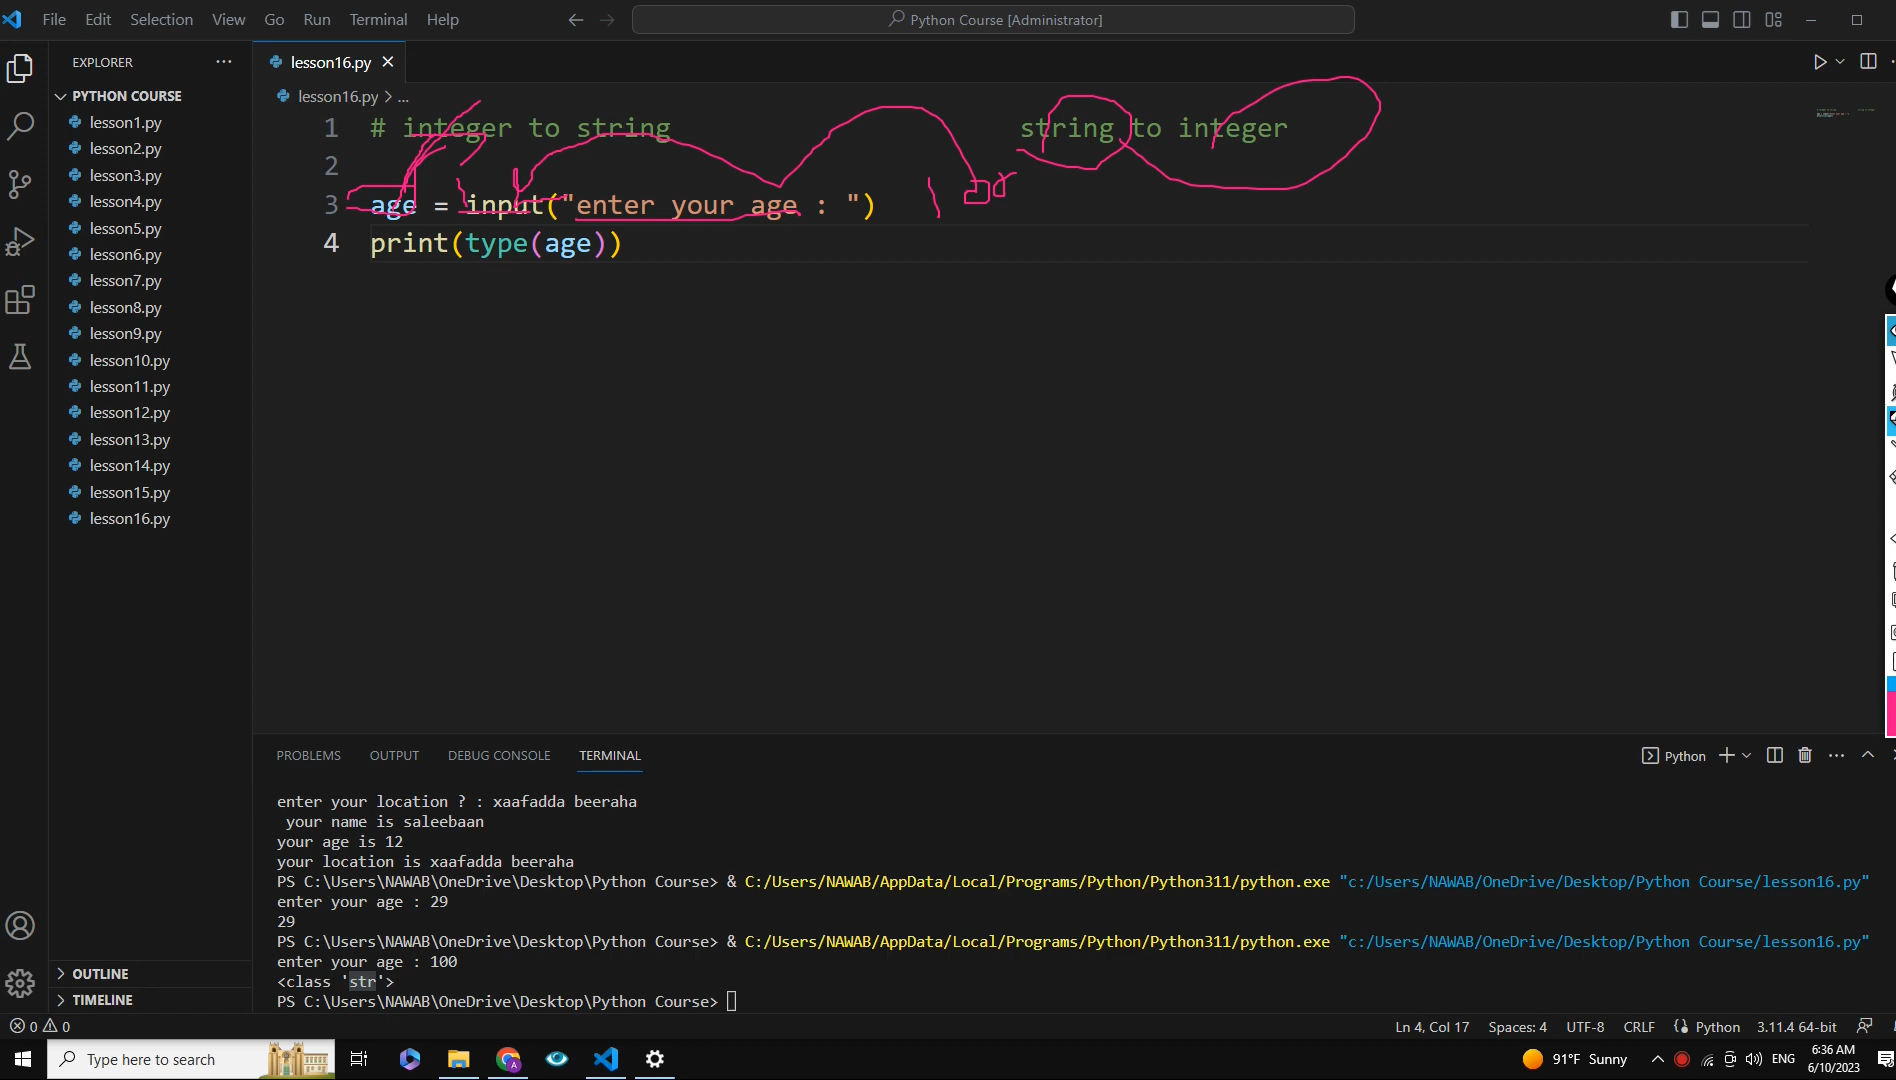 File Edit Selection View Go Run Terminal Help Python Course [Administrator]
EXPLORER
PYTHON COURSE
lesson1.py
lesson2.py
lesson3.py
lesson4.py
lesson5.py
lesson6.py
lesson7.py
lesson8.py
lesson9.py
lesson10.py
lesson11.py
lesson12.py
lesson13.py
lesson14.py
lesson15.py
lesson16.py
OUTLINE
TIMELINE
lesson16.py
lesson16.py > ...
1 # integer to string string to integer
2
3 age = input("enter your age : ")
4 print(type(age))
PROBLEMS OUTPUT DEBUG CONSOLE TERMINAL Python
enter your location ? : xaafadda beeraha
your name is saleebaan
your age is 12
your location is xaafadda beeraha
PS C:\Users\NAWAB\OneDrive\Desktop\Python Course> & C:/Users/NAWAB/AppData/Local/Programs/Python/Python311/python.exe "c:/Users/NAWAB/OneDrive/Desktop/Python Course/lesson16.py"
enter your age : 29
29
PS C:\Users\NAWAB\OneDrive\Desktop\Python Course> & C:/Users/NAWAB/AppData/Local/Programs/Python/Python311/python.exe "c:/Users/NAWAB/OneDrive/Desktop/Python Course/lesson16.py"
enter your age : 100
<class 'str'>
PS C:\Users\NAWAB\OneDrive\Desktop\Python Course>
0 0 Ln 4, Col 17 Spaces: 4 UTF-8 CRLF Python 3.11.4 64-bit
Type here to search 91°F Sunny ENG 6:36 AM
6/10/2023